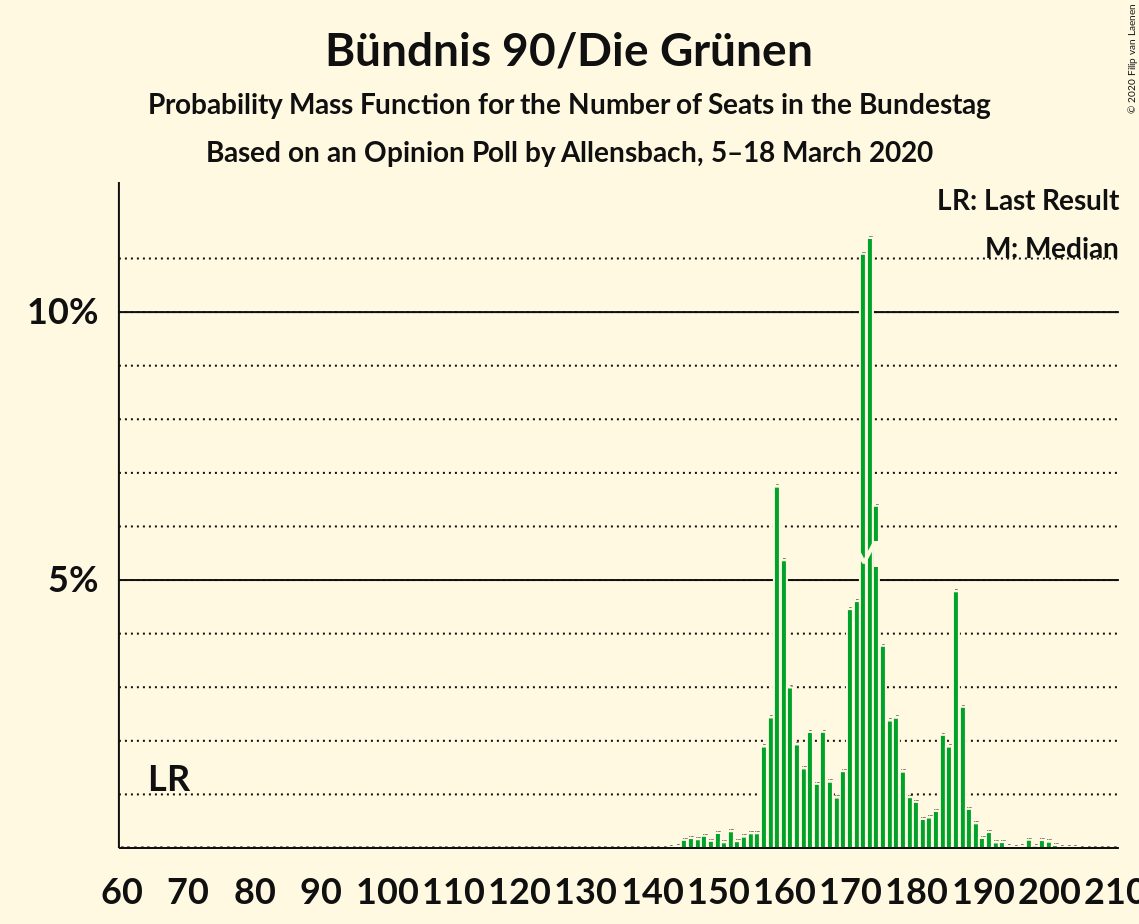 Bündnis 90/Die Grünen
Probability Mass Function for the Number of Seats in the Bundestag
Based on an Opinion Poll by Allensbach, 5–18 March 2020
© 2020 Filip van Laenen
LR: Last Result
M: Median
10%
5%
LR
60 70 80 90 100 110 120 130 140 150 160 170 180 190 200 210